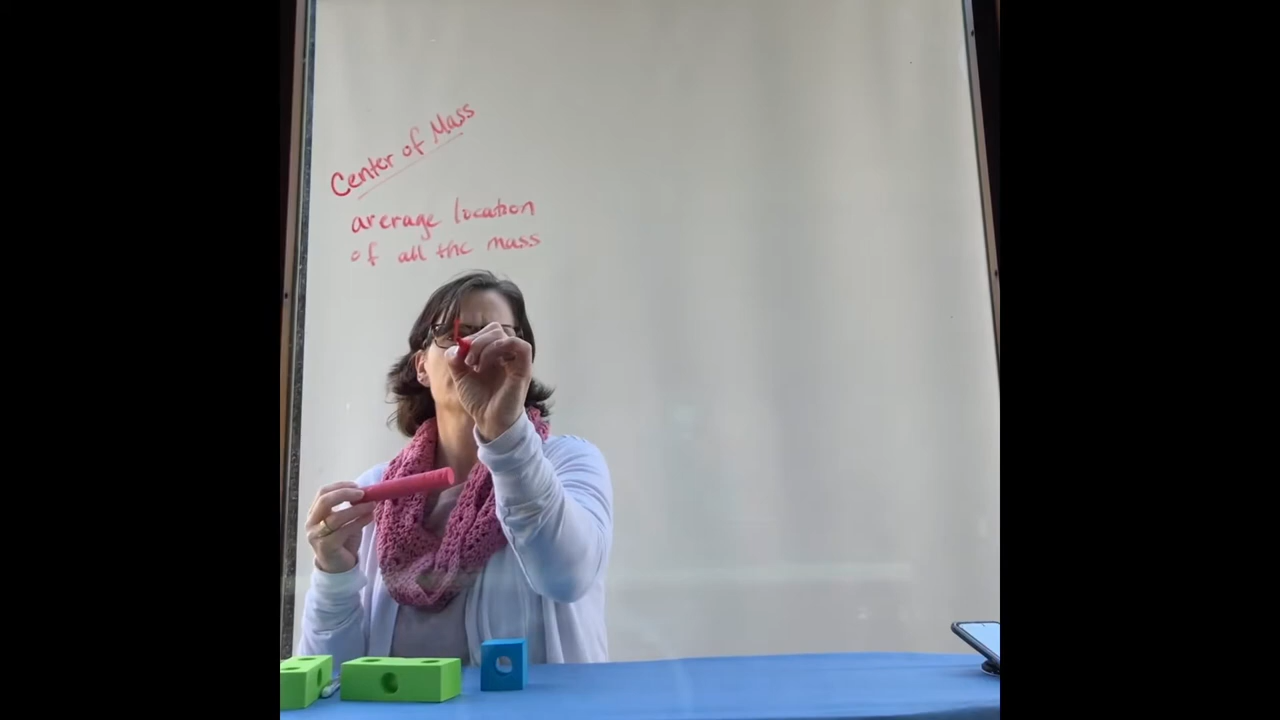 Center of Mass
average location
of all the mass